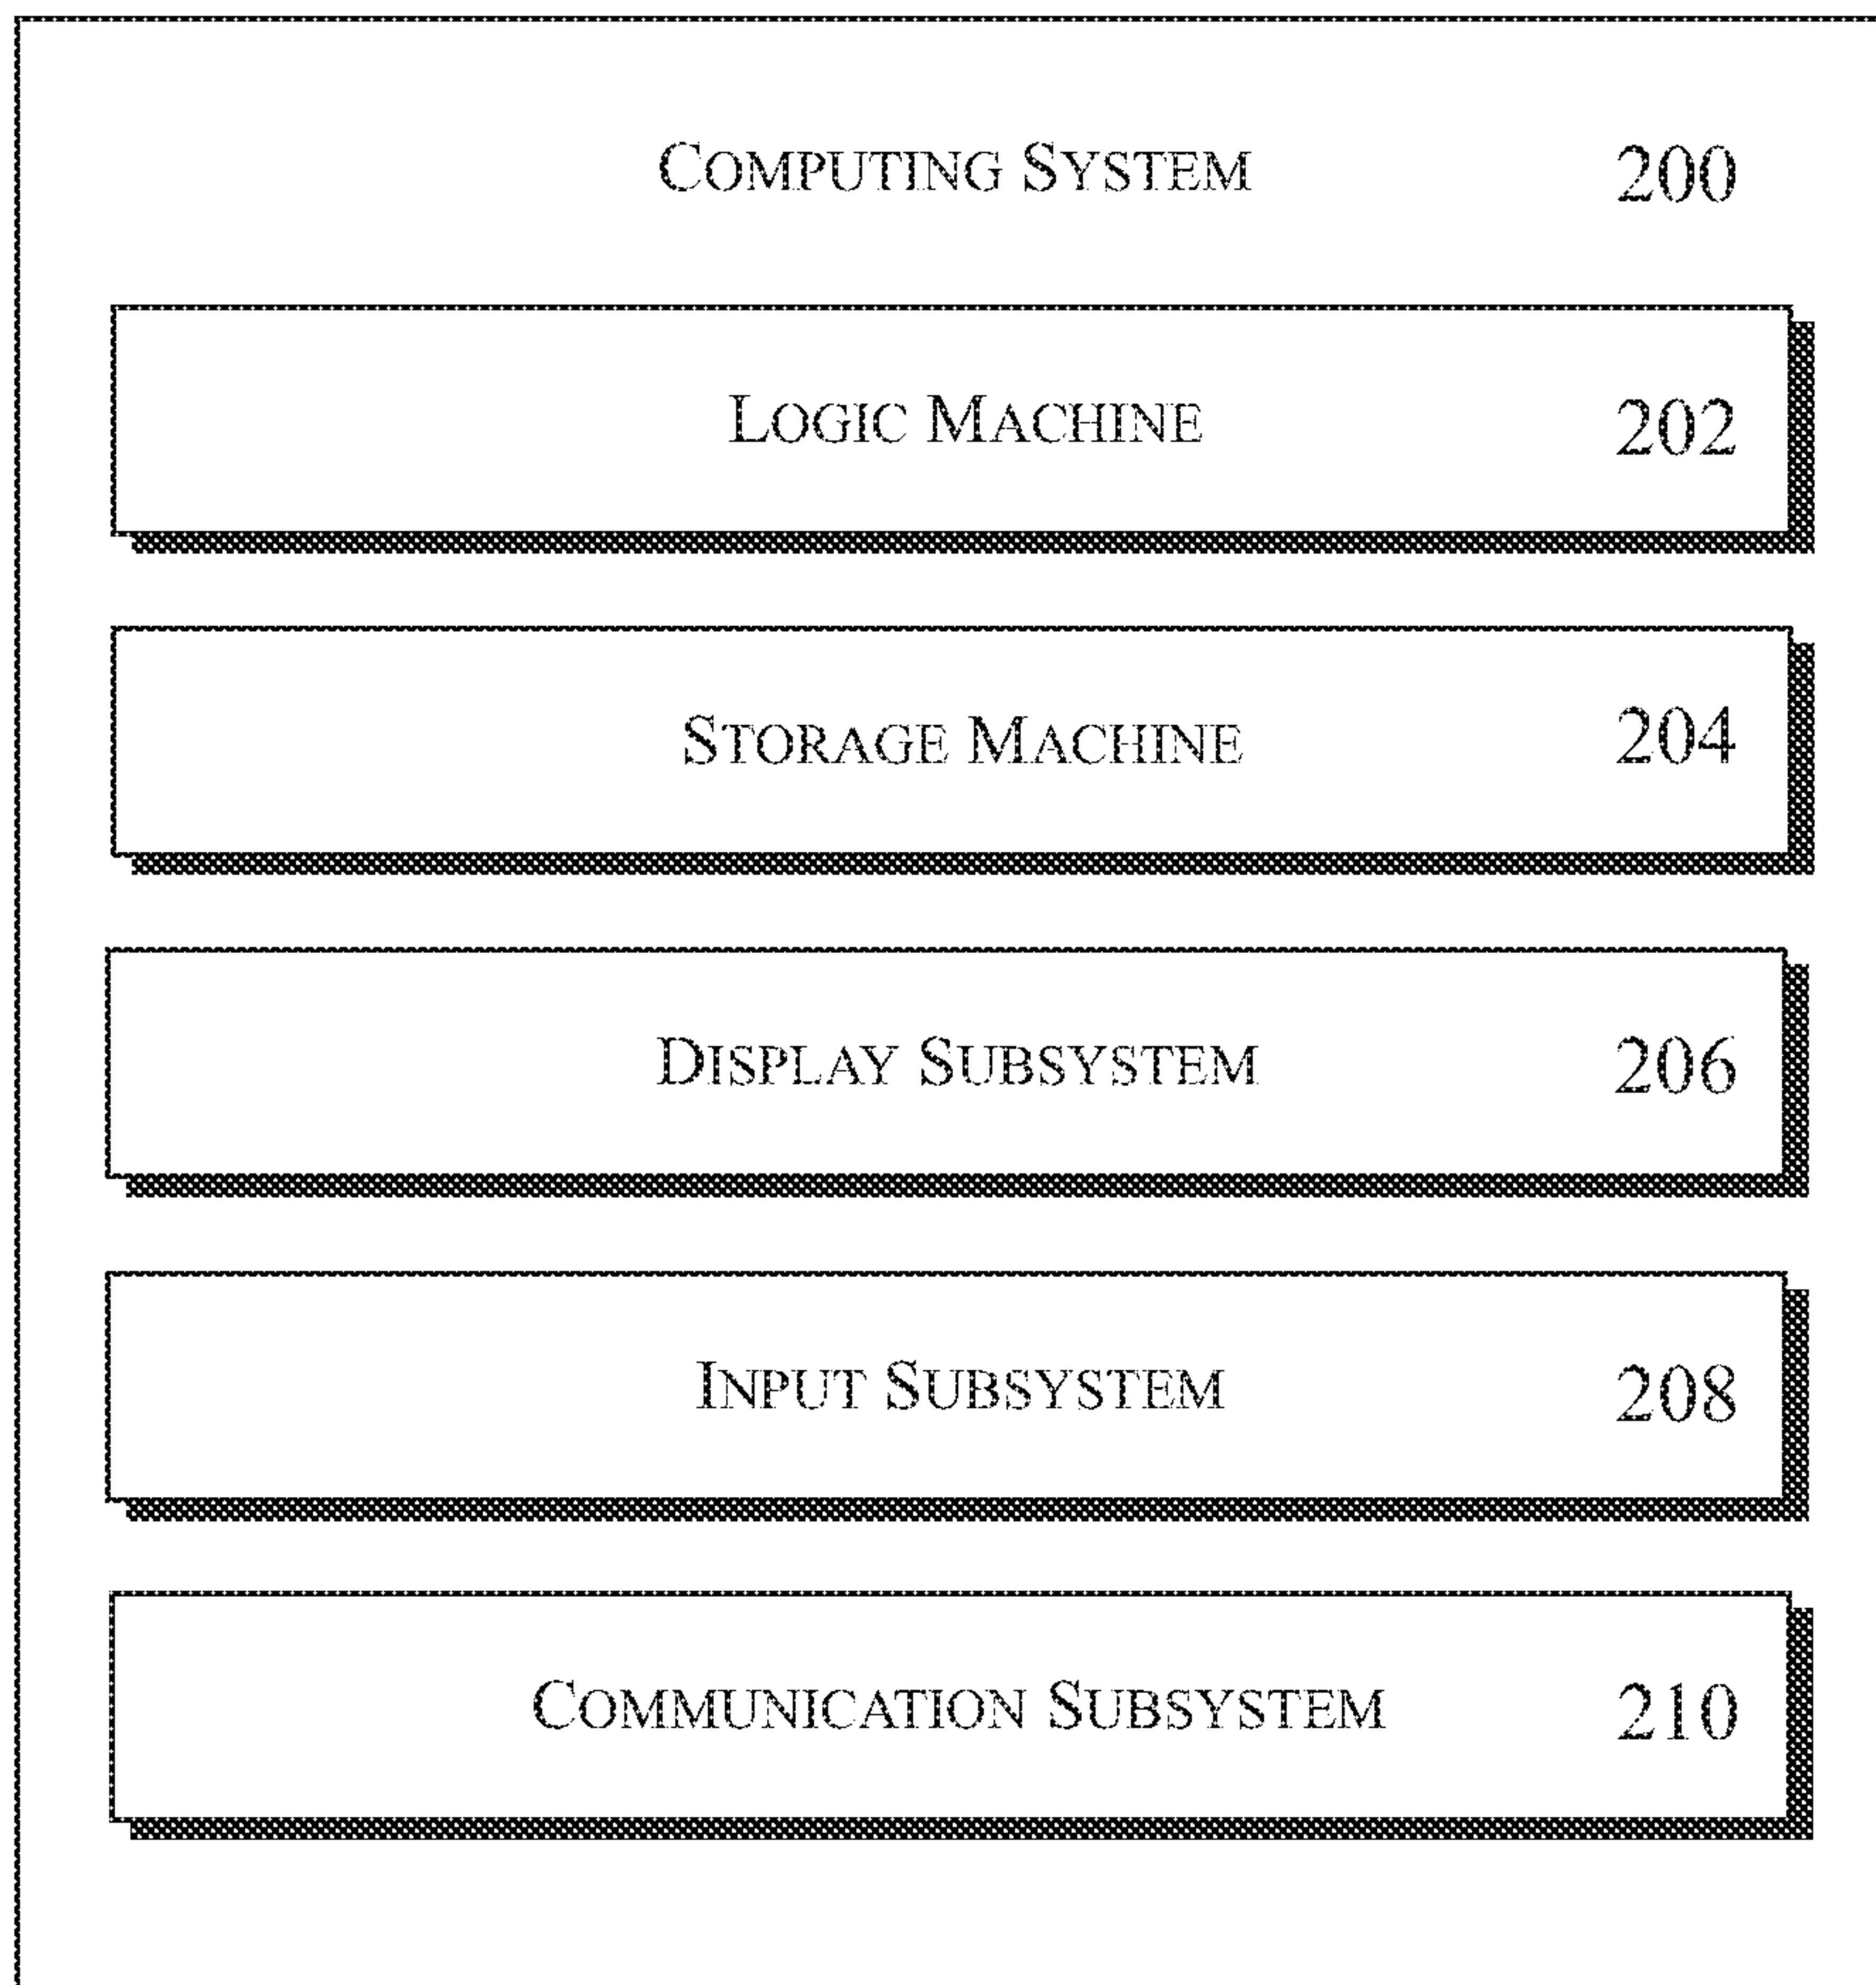 COMPUTING SYSTEM 200
LOGIC MACHINE 202
STORAGE MACHINE 204
DISPLAY SUBSYSTEM 206
INPUT SUBSYSTEM 208
COMMUNICATION SUBSYSTEM 210